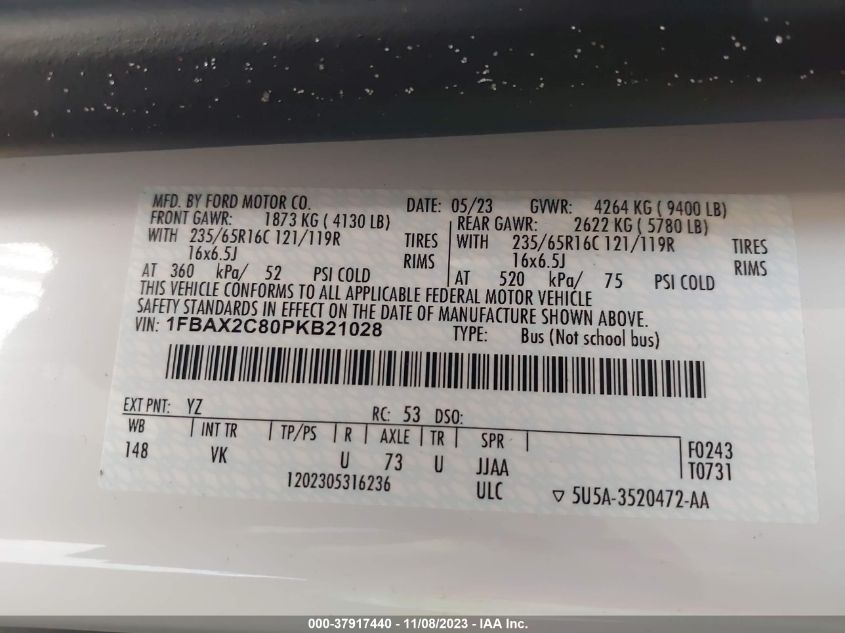 MFD. BY FORD MOTOR CO. DATE: 05/23 GVWR: 4264 KG ( 9400 LB)
FRONT GAWR: 1873 KG ( 4130 LB) REAR GAWR: 2622 KG ( 5780 LB)
WITH 235/65R16C 121/119R TIRES WITH 235/65R16C 121/119R TIRES
16x6.5J RIMS 16x6.5J RIMS
AT 360 kPa/ 52 PSI COLD AT 520 kPa/ 75 PSI COLD
THIS VEHICLE CONFORMS TO ALL APPLICABLE FEDERAL MOTOR VEHICLE
SAFETY STANDARDS IN EFFECT ON THE DATE OF MANUFACTURE SHOWN ABOVE.
VIN: 1FBAX2C80PKB21028 TYPE: Bus (Not school bus)
EXT PNT: YZ RC: 53 DSO:
WB INT TR TP/PS R AXLE TR SPR F0243
148 VK U 73 U JJAA T0731
1202305316236 ULC ▽ 5U5A-3520472-AA
000-37917440 - 11/08/2023 - IAA Inc.